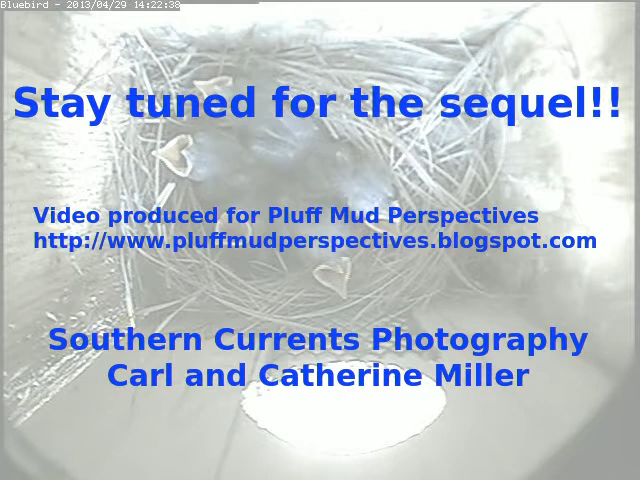 Bluebird - 2013/04/29 14:22:38
Stay tuned for the sequel!!
Video produced for Pluff Mud Perspectives
http://www.pluffmudperspectives.blogspot.com
Southern Currents Photography
Carl and Catherine Miller